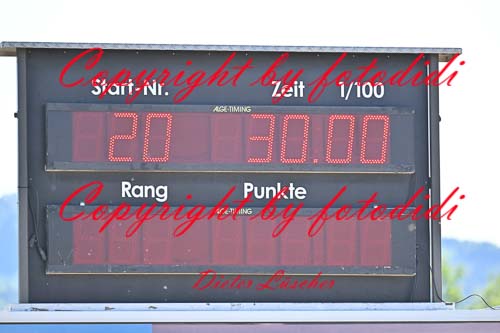 Copyright by fotodidi
Start-Nr. Zeit 1/100
ALGE-TIMING
20 30.00
Rang Punkte
Copyright by fotodidi
ALGE-TIMING
Dieter Lüscher